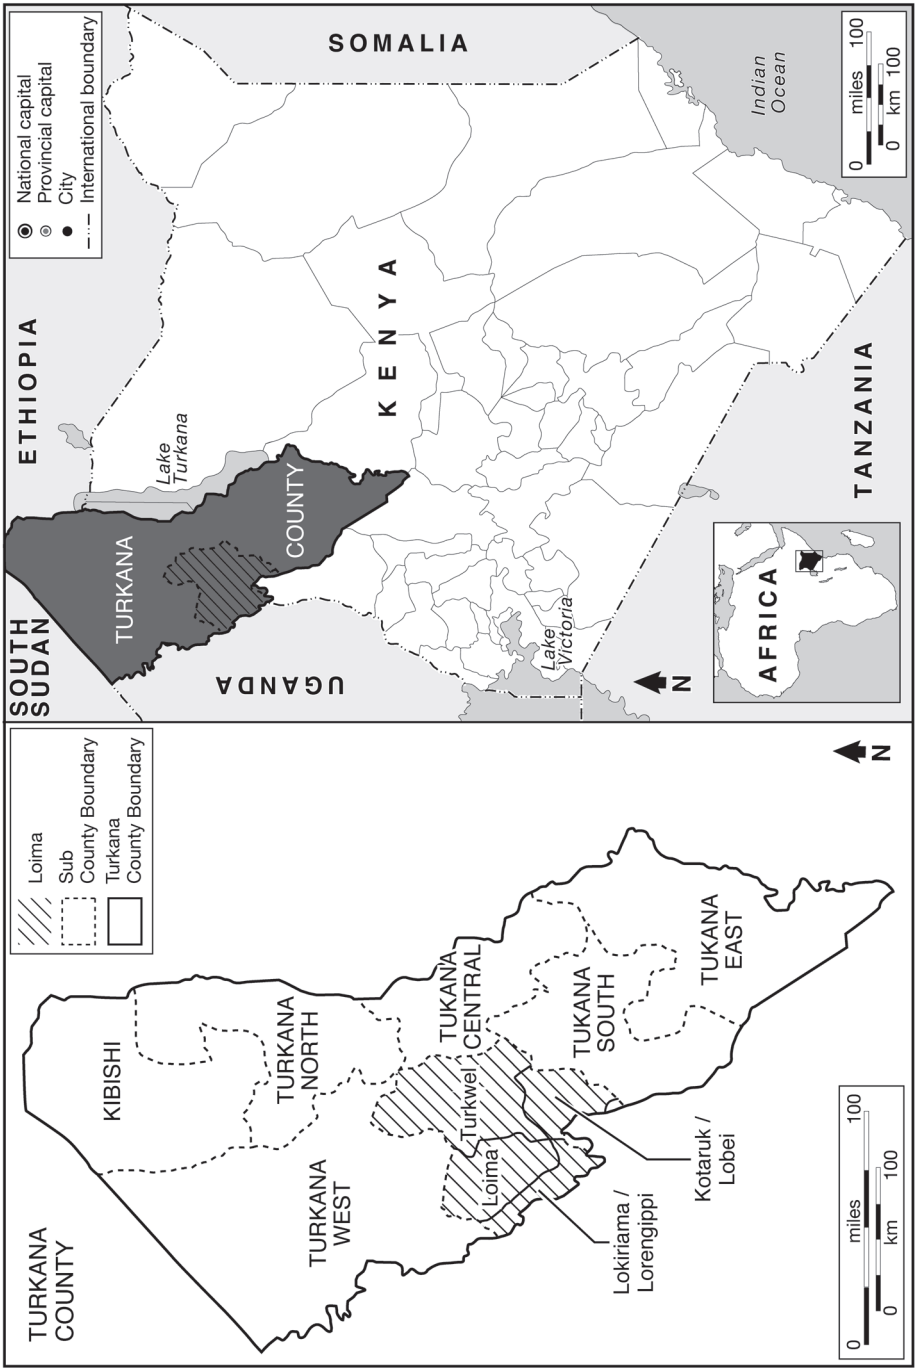 TURKANA
COUNTY
KIBISHI
TURKANA
NORTH
TURKANA
WEST
TUKANA
CENTRAL
TUKANA
SOUTH
TUKANA
EAST
Turkwel
Loima
Lokiriama /
Lorengippi
Kotaruk /
Lobei
Loima
Sub
County Boundary
Turkana
County Boundary
N
0 miles 100
0 km 100
SOUTH
SUDAN
ETHIOPIA
SOMALIA
UGANDA
KENYA
TANZANIA
TURKANA
COUNTY
Lake
Turkana
Lake
Victoria
Indian
Ocean
National capital
Provincial capital
City
International boundary
N
AFRICA
0 miles 100
0 km 100